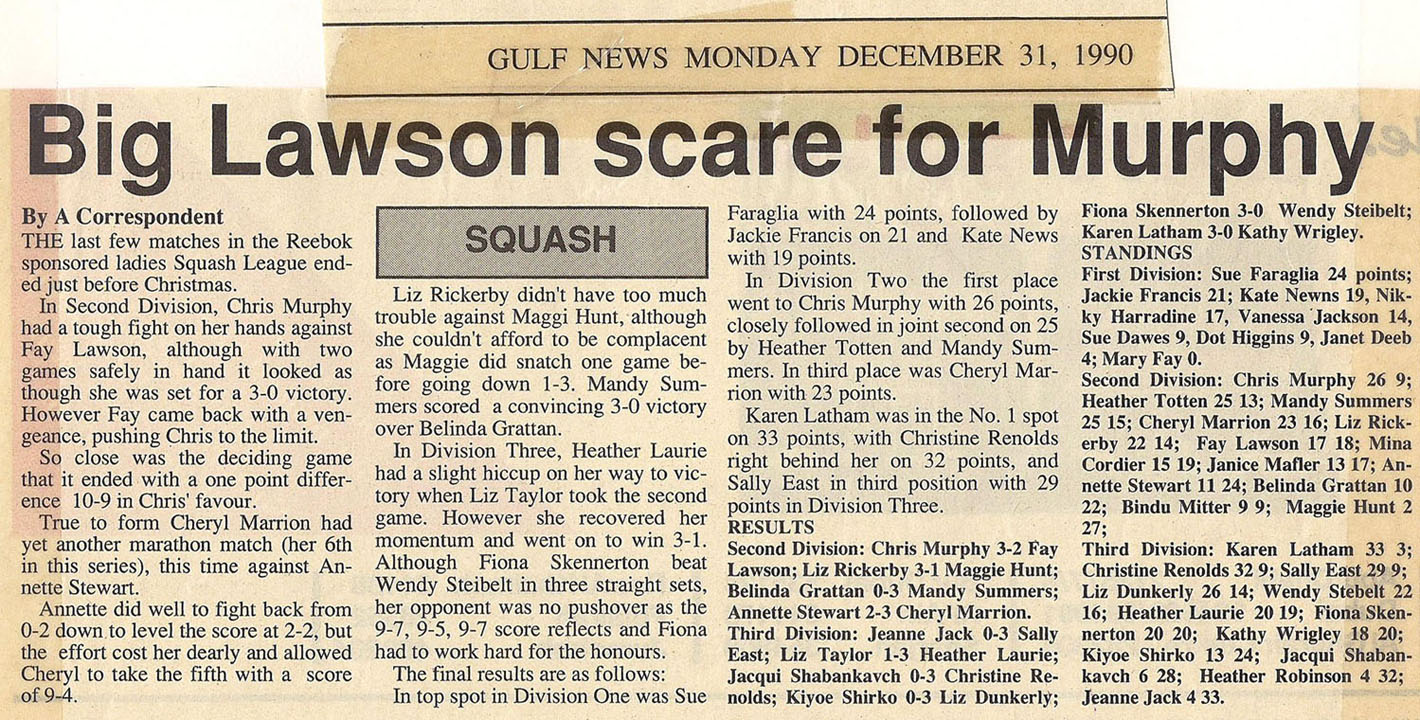 GULF NEWS MONDAY DECEMBER 31, 1990
Big Lawson scare for Murphy
By A Correspondent
THE last few matches in the Reebok
sponsored ladies Squash League end-
ed just before Christmas.
In Second Division, Chris Murphy
had a tough fight on her hands against
Fay Lawson, although with two
games safely in hand it looked as
though she was set for a 3-0 victory.
However Fay came back with a ven-
geance, pushing Chris to the limit.
So close was the deciding game
that it ended with a one point differ-
ence 10-9 in Chris' favour.
True to form Cheryl Marrion had
yet another marathon match (her 6th
in this series), this time against An-
nette Stewart.
Annette did well to fight back from
0-2 down to level the score at 2-2, but
the effort cost her dearly and allowed
Cheryl to take the fifth with a score
of 9-4.
SQUASH
Liz Rickerby didn't have too much
trouble against Maggi Hunt, although
she couldn't afford to be complacent
as Maggie did snatch one game be-
fore going down 1-3. Mandy Sum-
mers scored a convincing 3-0 victory
over Belinda Grattan.
In Division Three, Heather Laurie
had a slight hiccup on her way to vic-
tory when Liz Taylor took the second
game. However she recovered her
momentum and went on to win 3-1.
Although Fiona Skennerton beat
Wendy Steibelt in three straight sets,
her opponent was no pushover as the
9-7, 9-5, 9-7 score reflects and Fiona
had to work hard for the honours.
The final results are as follows:
In top spot in Division One was Sue
Faraglia with 24 points, followed by
Jackie Francis on 21 and Kate News
with 19 points.
In Division Two the first place
went to Chris Murphy with 26 points,
closely followed in joint second on 25
by Heather Totten and Mandy Sum-
mers. In third place was Cheryl Mar-
rion with 23 points.
Karen Latham was in the No. 1 spot
on 33 points, with Christine Renolds
right behind her on 32 points, and
Sally East in third position with 29
points in Division Three.
RESULTS
Second Division: Chris Murphy 3-2 Fay
Lawson; Liz Rickerby 3-1 Maggie Hunt;
Belinda Grattan 0-3 Mandy Summers;
Annette Stewart 2-3 Cheryl Marrion.
Third Division: Jeanne Jack 0-3 Sally
East; Liz Taylor 1-3 Heather Laurie;
Jacqui Shabankavch 0-3 Christine Re-
nolds; Kiyoe Shirko 0-3 Liz Dunkerly;
Fiona Skennerton 3-0 Wendy Steibelt;
Karen Latham 3-0 Kathy Wrigley.
STANDINGS
First Division: Sue Faraglia 24 points;
Jackie Francis 21; Kate Newns 19, Nik-
ky Harradine 17, Vanessa Jackson 14,
Sue Dawes 9, Dot Higgins 9, Janet Deeb
4; Mary Fay 0.
Second Division: Chris Murphy 26 9;
Heather Totten 25 13; Mandy Summers
25 15; Cheryl Marrion 23 16; Liz Rick-
erby 22 14; Fay Lawson 17 18; Mina
Cordier 15 19; Janice Mafler 13 17; An-
nette Stewart 11 24; Belinda Grattan 10
22; Bindu Mitter 9 9; Maggie Hunt 2
27;
Third Division: Karen Latham 33 3;
Christine Renolds 32 9; Sally East 29 9;
Liz Dunkerly 26 14; Wendy Stebelt 22
16; Heather Laurie 20 19; Fiona Sken-
nerton 20 20; Kathy Wrigley 18 20;
Kiyoe Shirko 13 24; Jacqui Shaban-
kavch 6 28; Heather Robinson 4 32;
Jeanne Jack 4 33.